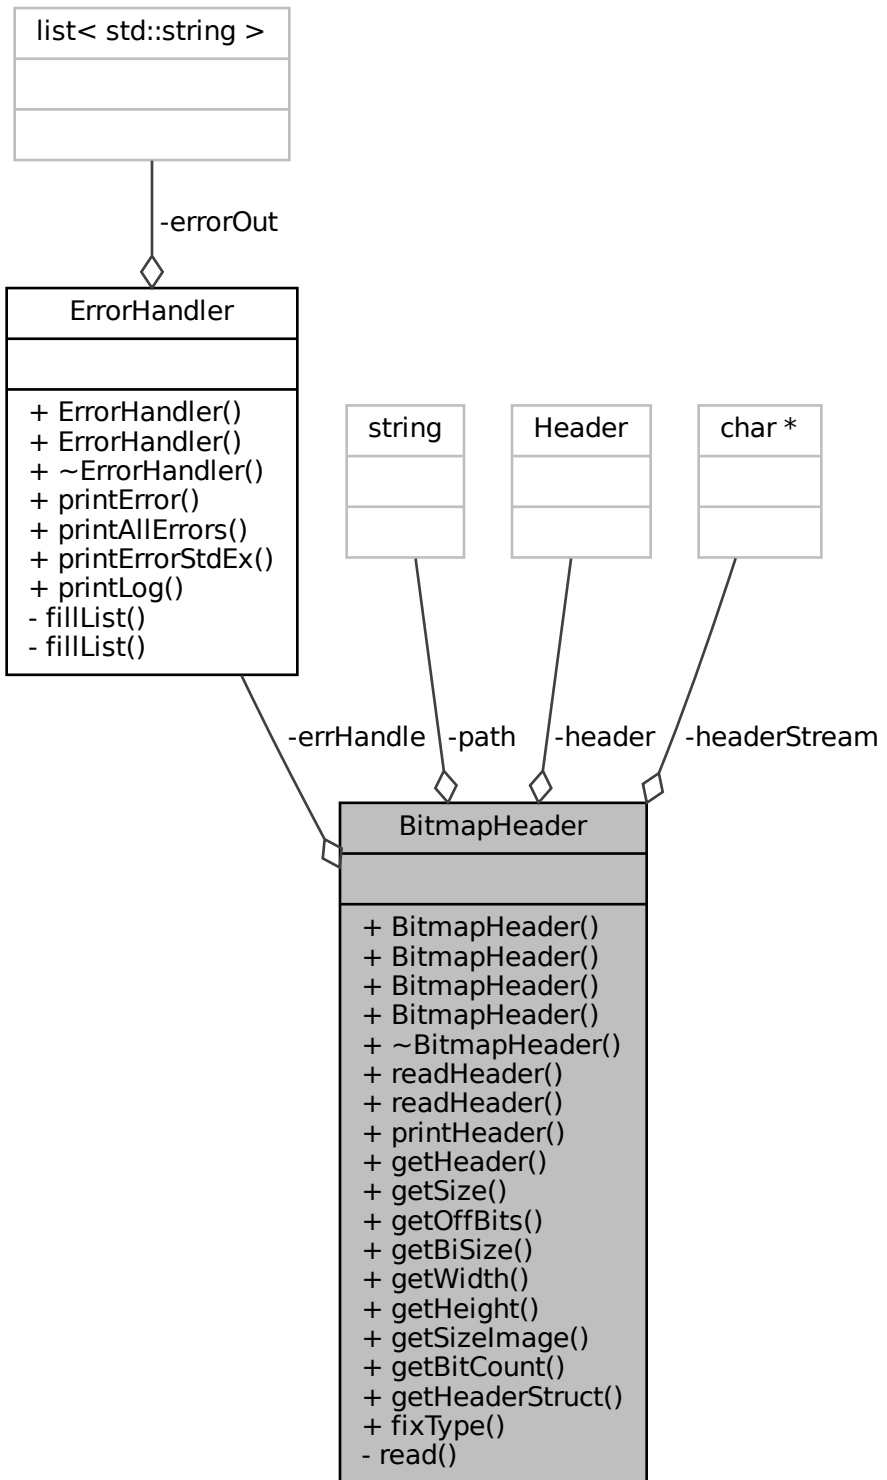 list< std::string >
-errorOut
ErrorHandler
+ ErrorHandler()
+ ErrorHandler()
+ ~ErrorHandler()
+ printError()
+ printAllErrors()
+ printErrorStdEx()
+ printLog()
- fillList()
- fillList()
string
Header
char *
-errHandle
-path
-header
-headerStream
BitmapHeader
+ BitmapHeader()
+ BitmapHeader()
+ BitmapHeader()
+ BitmapHeader()
+ ~BitmapHeader()
+ readHeader()
+ readHeader()
+ printHeader()
+ getHeader()
+ getSize()
+ getOffBits()
+ getBiSize()
+ getWidth()
+ getHeight()
+ getSizeImage()
+ getBitCount()
+ getHeaderStruct()
+ fixType()
- read()